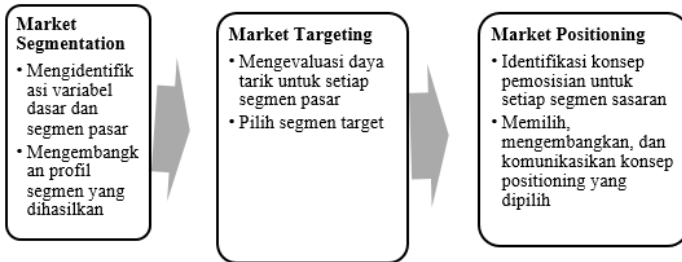 Market
Segmentation
• Mengidentifik
asi variabel
dasar dan
segmen pasar
• Mengembangk
an profil
segmen yang
dihasilkan
Market Targeting
• Mengevaluasi daya
tarik untuk setiap
segmen pasar
• Pilih segmen target
Market Positioning
• Identifikasi konsep
pemosisian untuk
setiap segmen sasaran
• Memilih,
mengembangkan, dan
komunikasikan konsep
positioning yang
dipilih